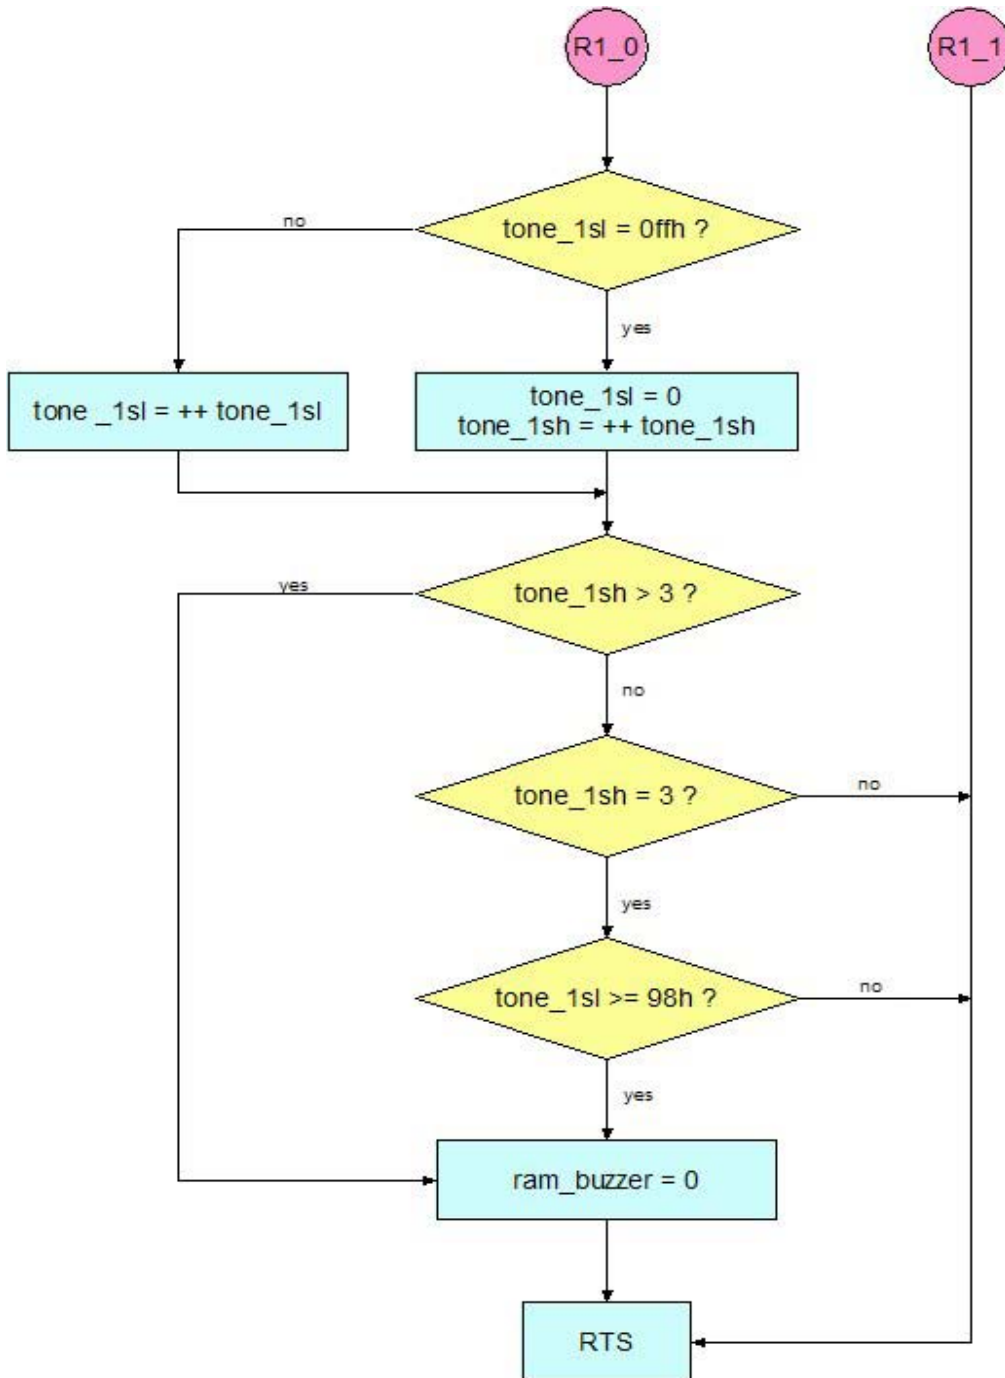 R1_0
R1_1
tone_1sl = 0ffh ?
no
yes
tone _1sl = ++ tone_1sl
tone_1sl = 0
tone_1sh = ++ tone_1sh
yes
tone_1sh > 3 ?
no
tone_1sh = 3 ?
no
yes
tone_1sl >= 98h ?
no
yes
ram_buzzer = 0
RTS